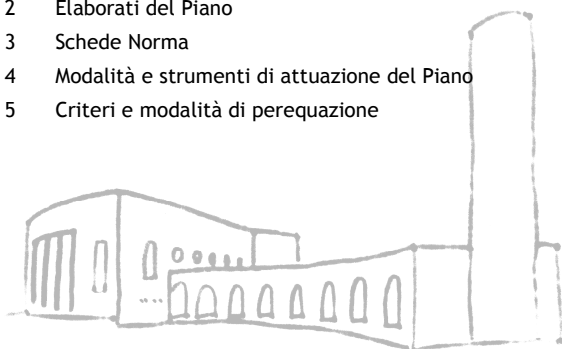 2 Elaborati del Piano
3 Schede Norma
4 Modalità e strumenti di attuazione del Piano
5 Criteri e modalità di perequazione